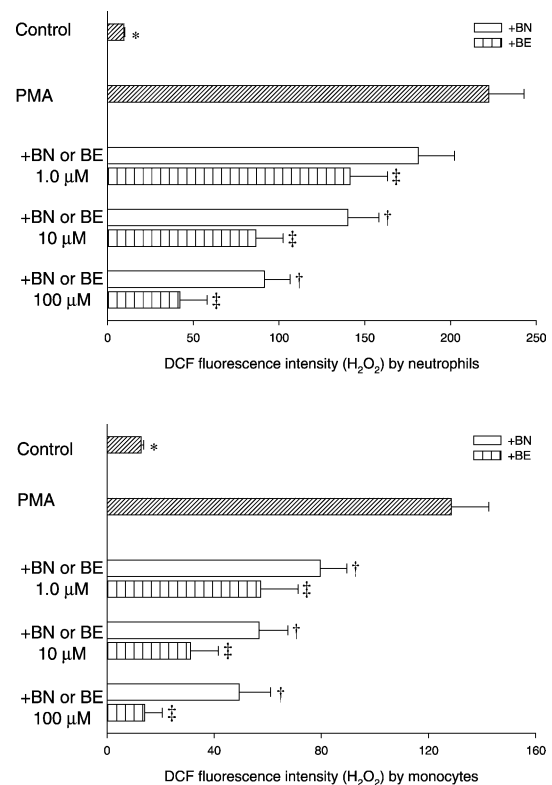 Control
*
+BN
+BE
PMA
+BN or BE
1.0 μM
‡
+BN or BE
†
10 μM
‡
+BN or BE
†
100 μM
‡
0 50 100 150 200 250
DCF fluorescence intensity (H₂O₂) by neutrophils
Control
*
+BN
+BE
PMA
+BN or BE
†
1.0 μM
‡
+BN or BE
†
10 μM
‡
+BN or BE
†
100 μM
‡
0 40 80 120 160
DCF fluorescence intensity (H₂O₂) by monocytes